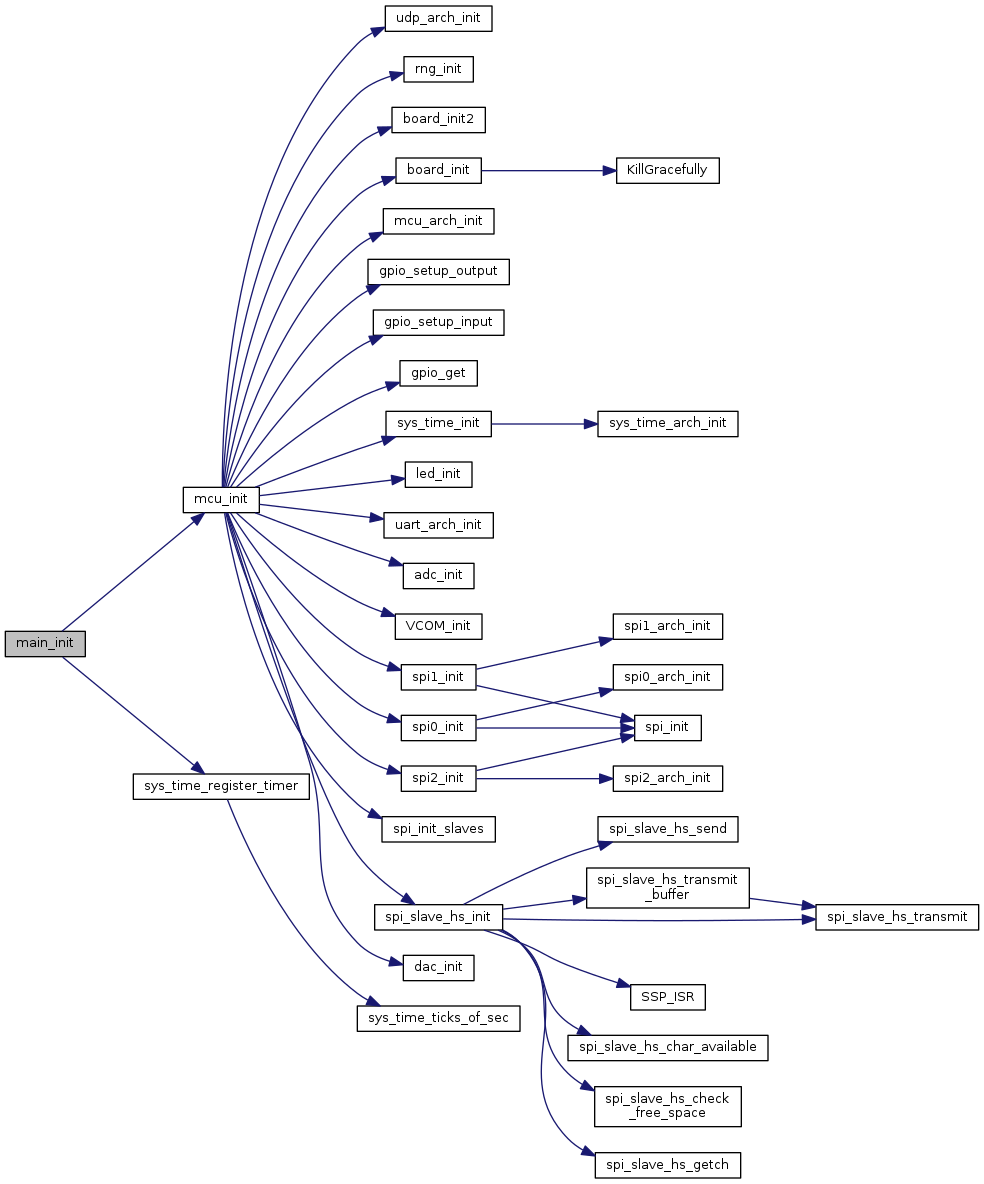 udp_arch_init
rng_init
board_init2
board_init
KillGracefully
mcu_arch_init
gpio_setup_output
gpio_setup_input
gpio_get
sys_time_init
sys_time_arch_init
led_init
mcu_init
uart_arch_init
adc_init
VCOM_init
spi1_arch_init
main_init
spi1_init
spi0_arch_init
spi0_init
spi_init
spi2_init
spi2_arch_init
sys_time_register_timer
spi_init_slaves
spi_slave_hs_send
spi_slave_hs_transmit
_buffer
spi_slave_hs_init
spi_slave_hs_transmit
dac_init
SSP_ISR
sys_time_ticks_of_sec
spi_slave_hs_char_available
spi_slave_hs_check
_free_space
spi_slave_hs_getch